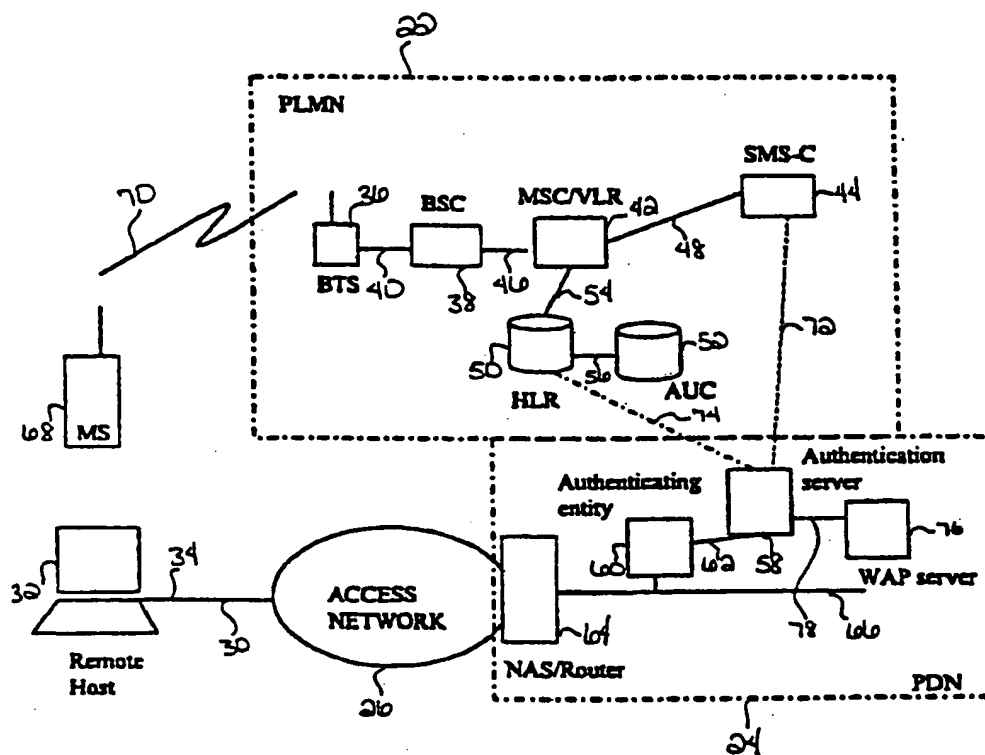 22
PLMN
SMS-C
70
36
BSC
MSC/VLR
42
44
48
BTS
40
38
46
54
72
50
56
52
HLR
AUC
74
68
MS
Authentication server
Authenticating entity
32
34
60
62
58
76
ACCESS NETWORK
WAP server
30
64
78
66
Remote Host
26
NAS/Router
PDN
24